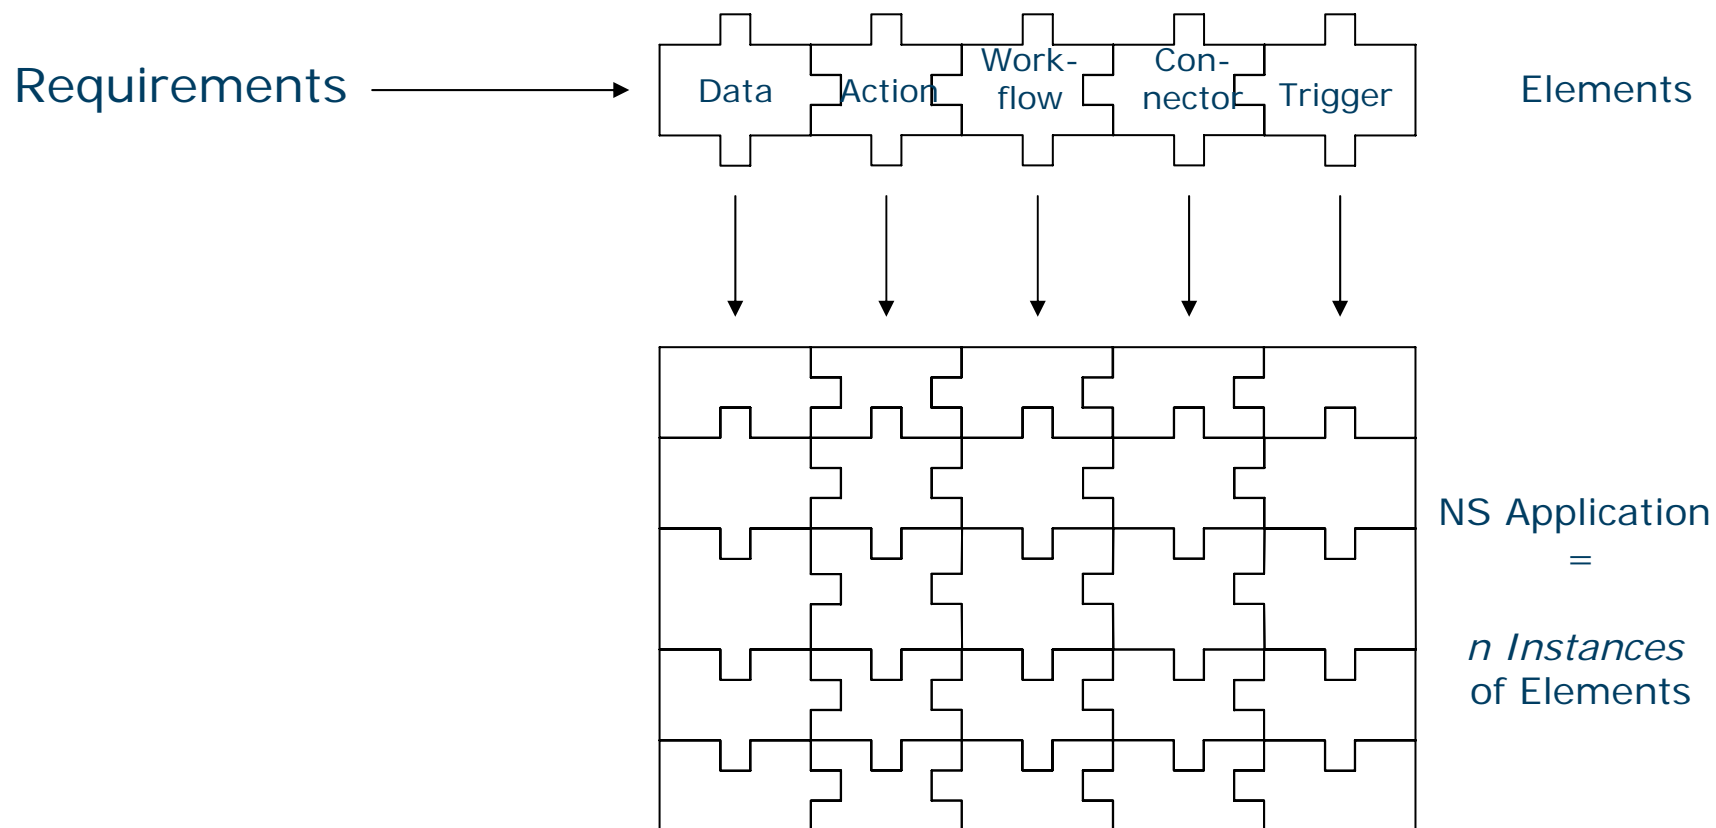 Requirements
Data
Action
Work-
flow
Con-
nector
Trigger
Elements
NS Application
=
n Instances
of Elements